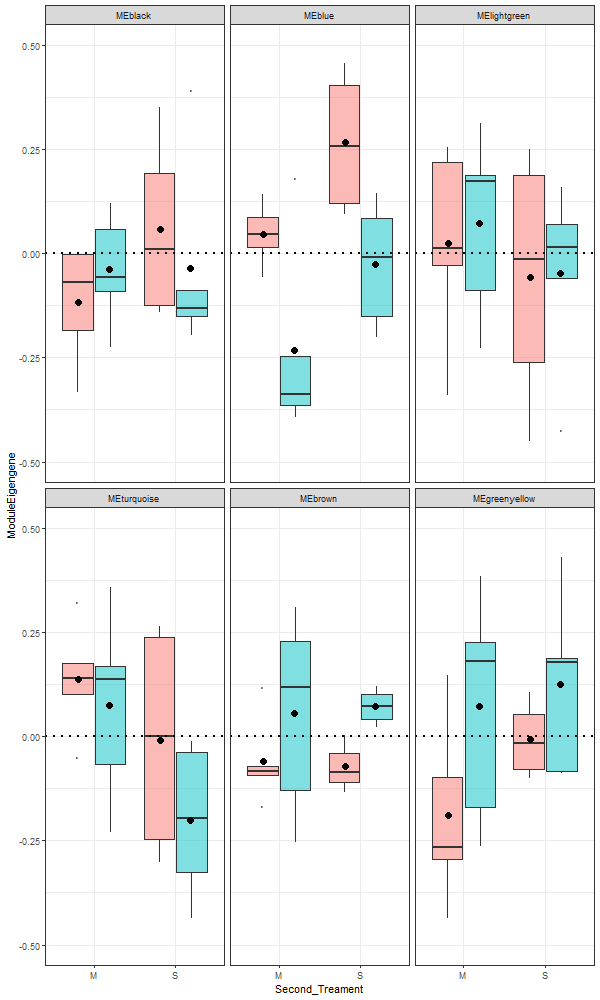 MEblack MEblue MElightgreen
0.50
0.25
0.00
-0.25
-0.50
ModuleEigengene
MEturquoise MEbrown MEgreenyellow
0.50
0.25
0.00
-0.25
-0.50
M S M S M S
Second_Treament